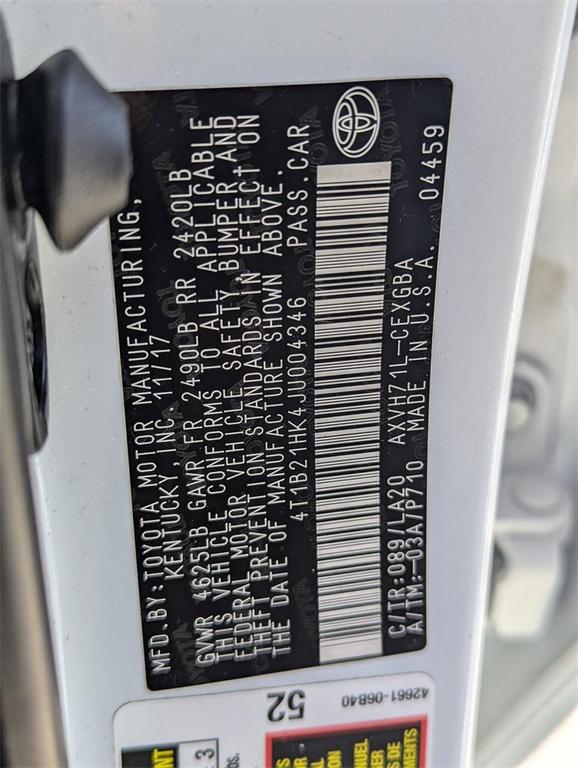 MFD.BY:TOYOTA MOTOR MANUFACTURING,
KENTUCKY, INC. 11/17
GVWR 4625LB GAWR FR 2490LB RR 2420LB
THIS VEHICLE CONFORMS TO ALL APPLICABLE
FEDERAL MOTOR VEHICLE SAFETY, BUMPER AND
THEFT PREVENTION STANDARDS IN EFFECT ON
THE DATE OF MANUFACTURE SHOWN ABOVE.
4T1B21HK4JU004346 PASS.CAR
C/TR:089/LA20 AXVH71L-CEXGBA
A/TM:-03A/P710 MADE IN U.S.A. 04459
52
42661-06B40
3